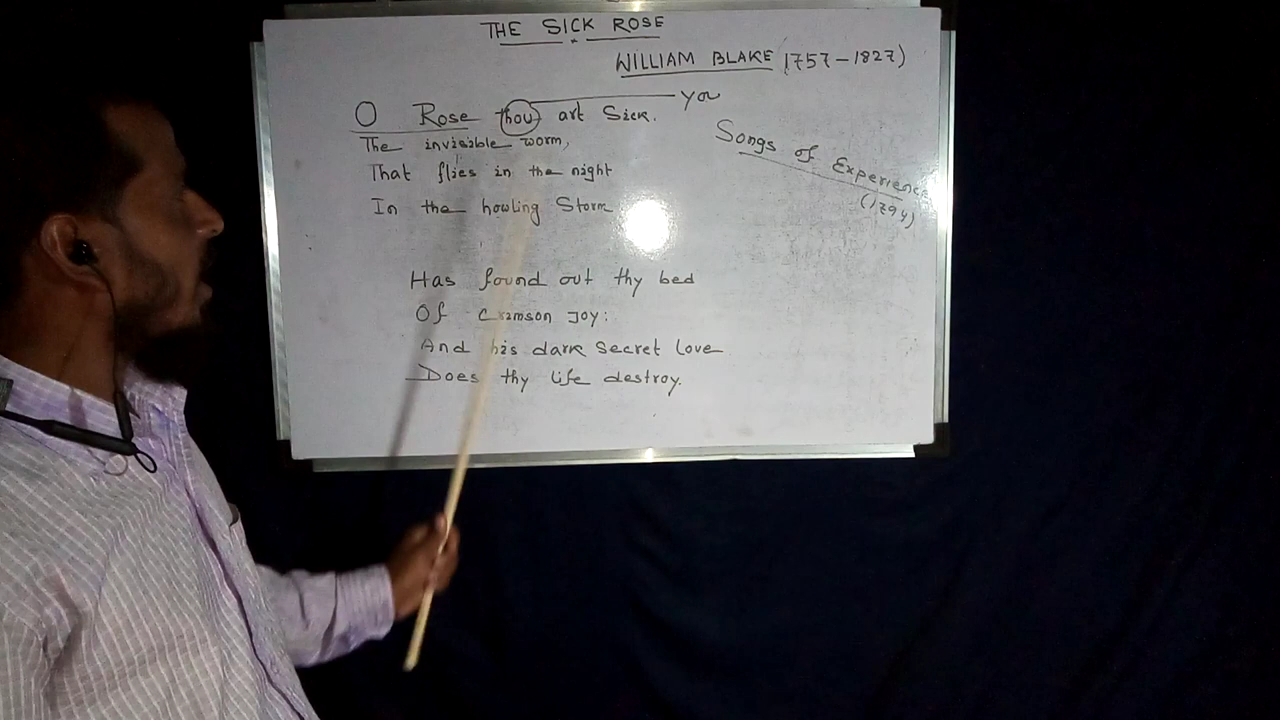 THE SICK ROSE
WILLIAM BLAKE 1757-1827)
you
O Rose thou art Sick.
The invisible worm,
That flies in the night
In the howling Storm
Songs of Experience
(1794)
Has found out thy bed
Of Crimson Joy:
And his dark Secret Love
Does thy life destroy.